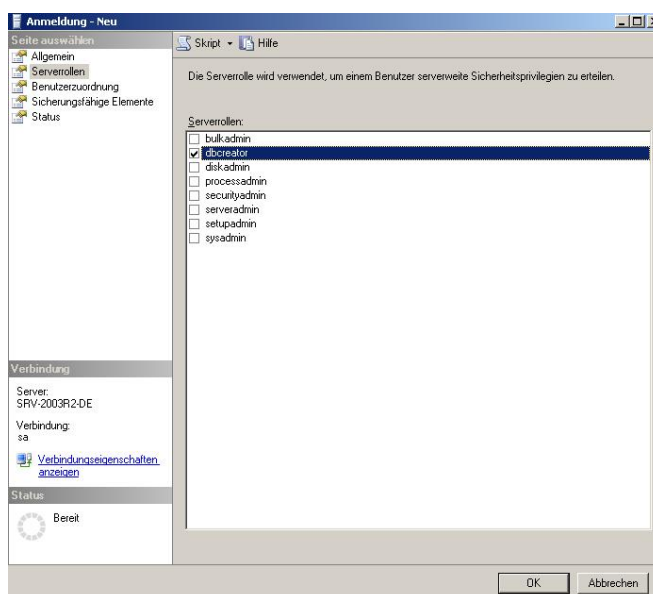 Anmeldung - Neu
Seite auswählen
Allgemein
Serverrollen
Benutzerzuordnung
Sicherungsfähige Elemente
Status
Skript
Hilfe
Die Serverrolle wird verwendet, um einem Benutzer serverweite Sicherheitsprivilegien zu erteilen.
Serverrollen:
bulkadmin
dbcreator
diskadmin
processadmin
securityadmin
serveradmin
setupadmin
sysadmin
Verbindung
Server:
SRV-2003R2-DE
Verbindung:
sa
Verbindungseigenschaften
anzeigen
Status
Bereit
OK
Abbrechen